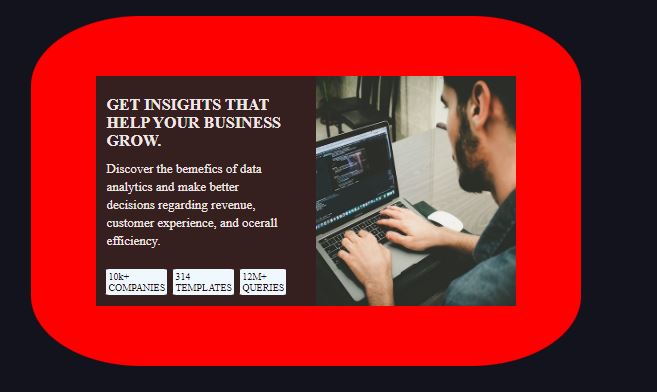 GET INSIGHTS THAT
HELP YOUR BUSINESS
GROW.
Discover the bemefics of data
analytics and make better
decisions regarding revenue,
customer experience, and ocerall
efficiency.
10k+
COMPANIES
314
TEMPLATES
12M+
QUERIES